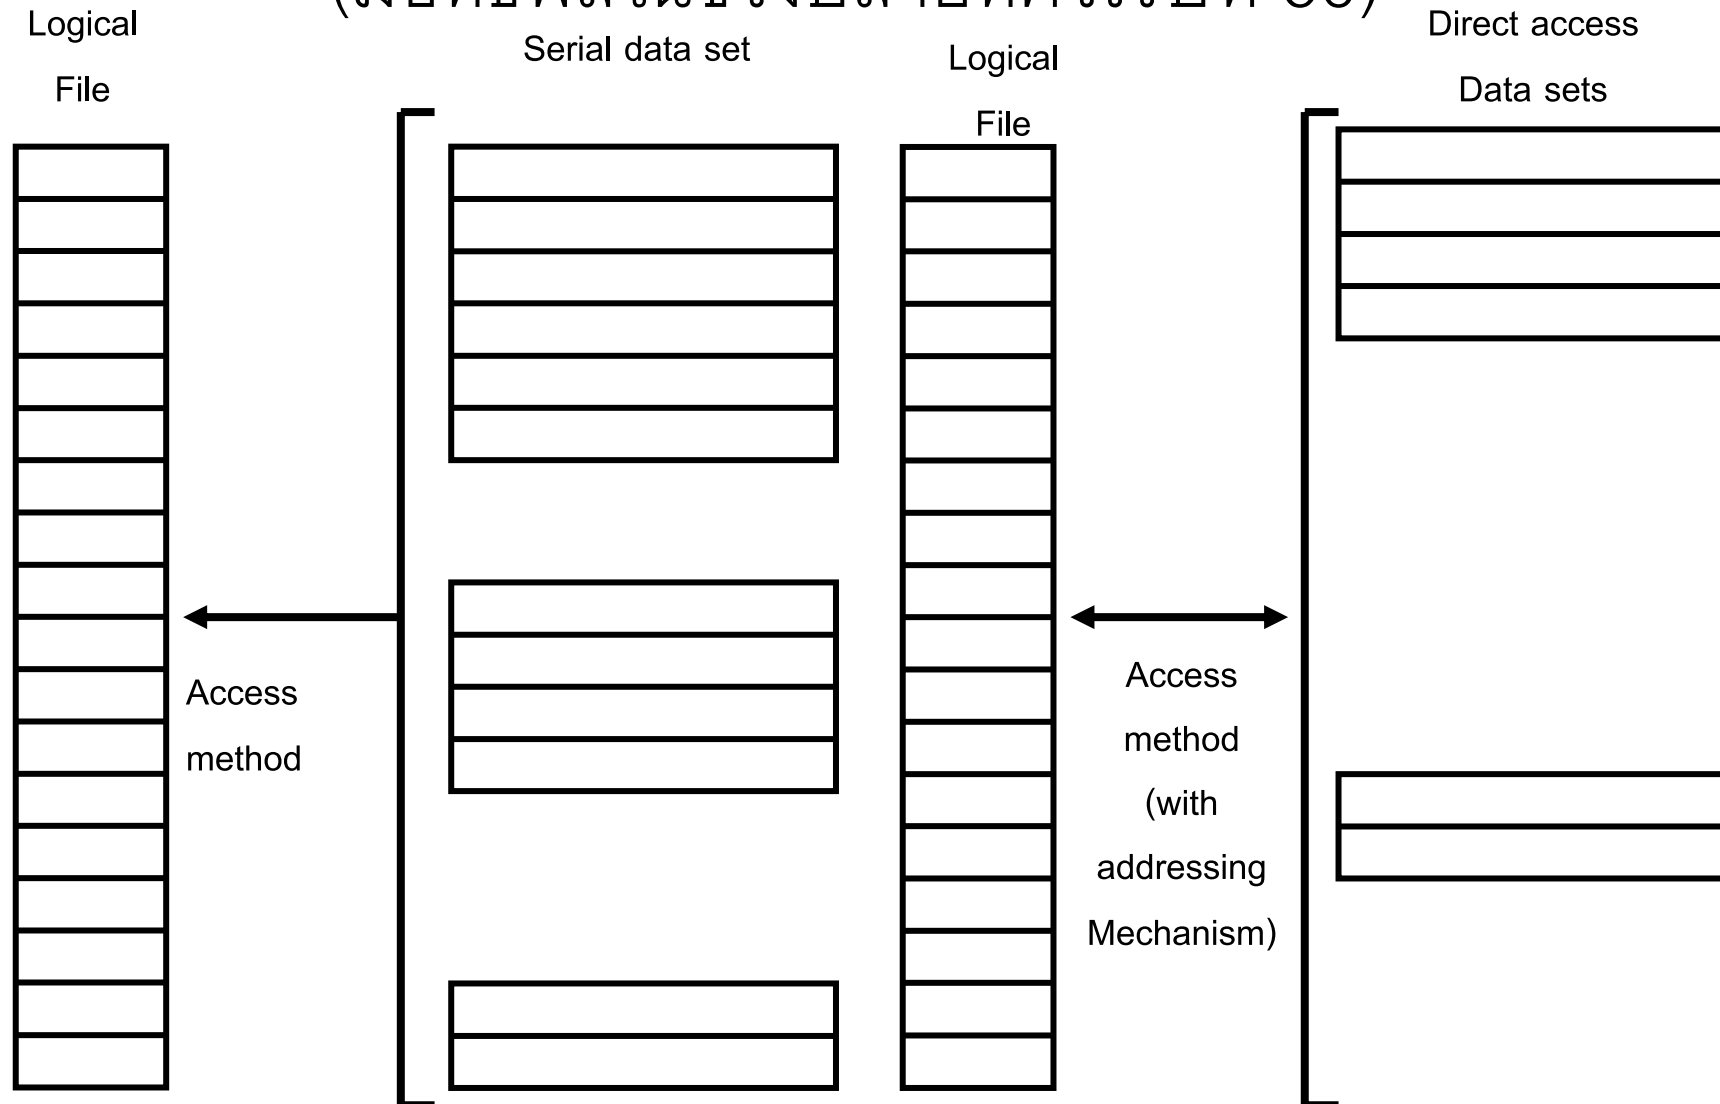 Logical
File
Serial data set
Logical
File
Direct access
Data sets
Access
method
Access
method
(with
addressing
Mechanism)